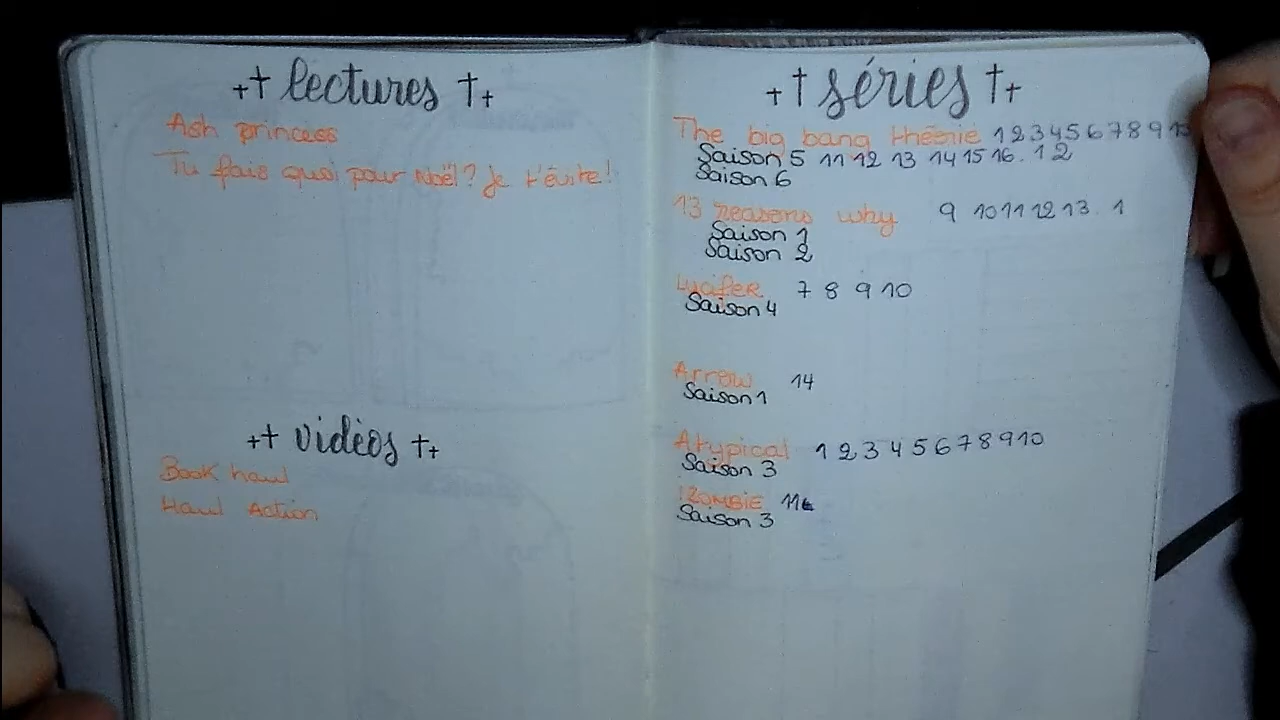 lectures
Ash princess
Tu fais quoi pour Noël? Je t'évite!
vidéos
Book haul
Haul Action
séries
The big bang théorie 1 2 3 4 5 6 7 8 9 10
Saison 5 11 12 13 14 15 16. 1 2
Saison 6
13 reasons why 9 10 11 12 13. 1
Saison 1
Saison 2
Lucifer 7 8 9 10
Saison 4
Arrow 14
Saison 1
Atypical 1 2 3 4 5 6 7 8 9 10
Saison 3
iZOMBIE 11
Saison 3